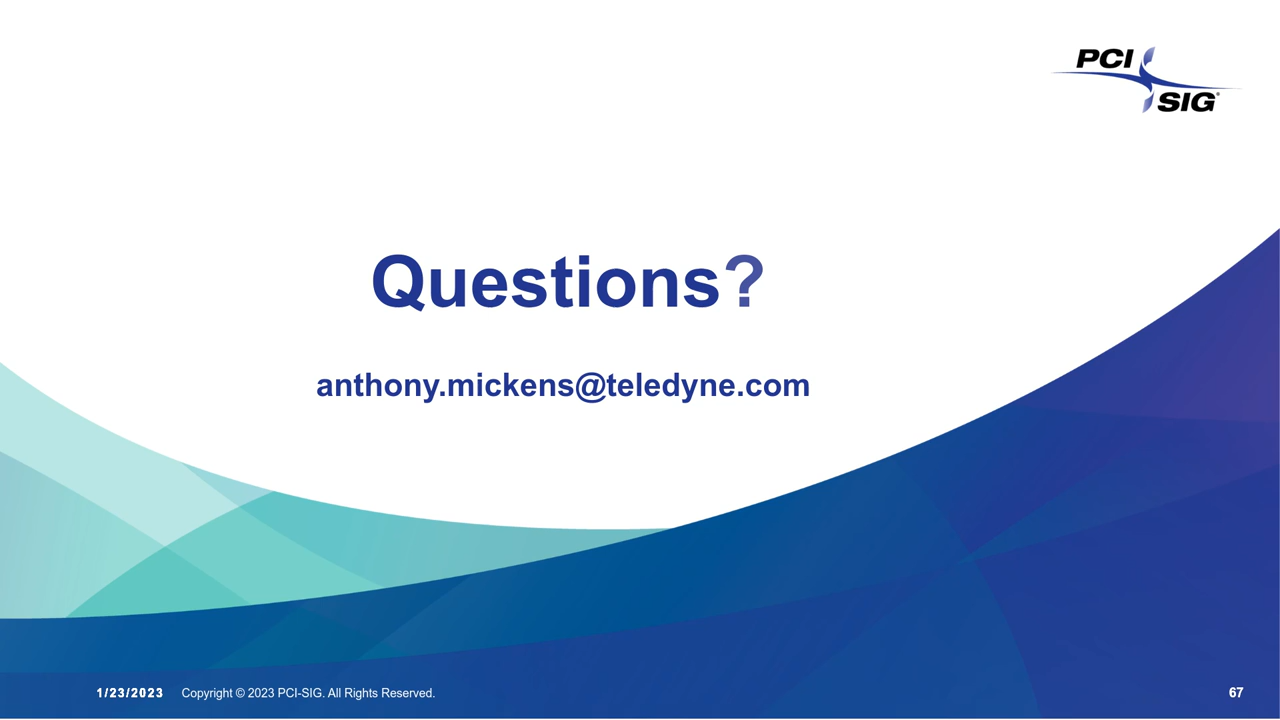 PCI
SIG®
Questions?
anthony.mickens@teledyne.com
1/23/2023 Copyright © 2023 PCI-SIG. All Rights Reserved. 67